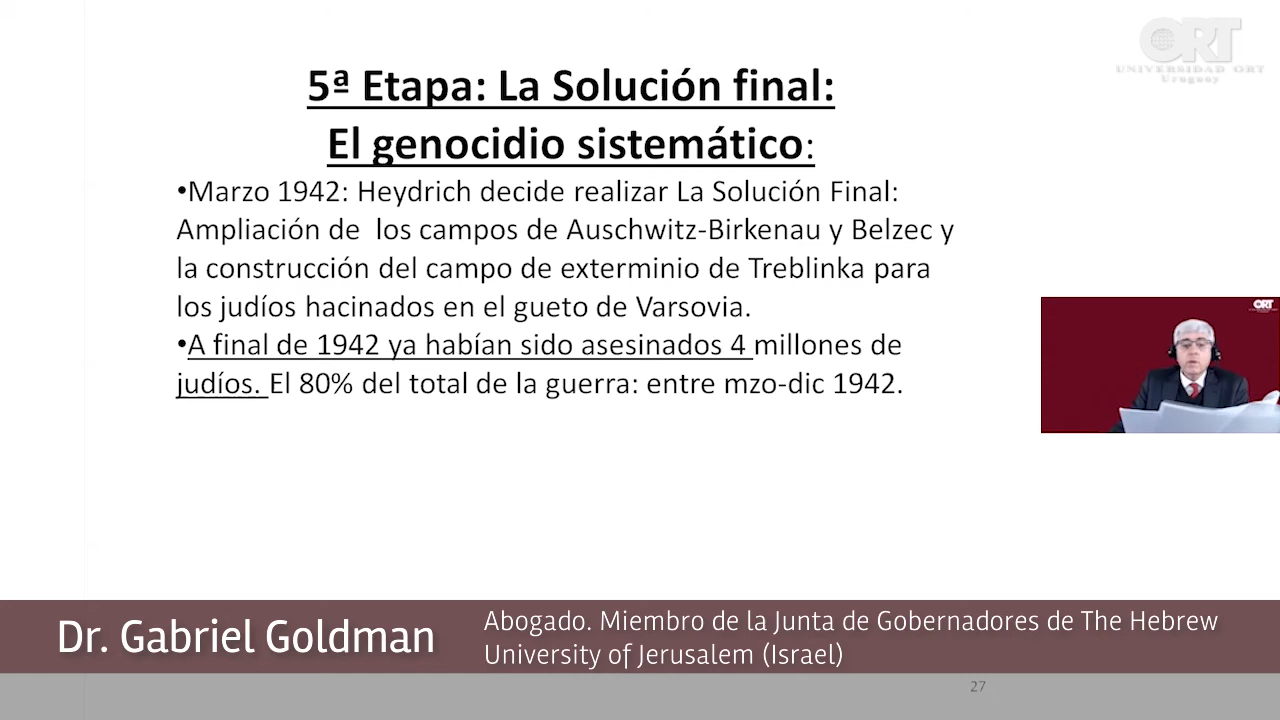 ORT
UNIVERSIDAD ORT
Uruguay
5ª Etapa: La Solución final:
El genocidio sistemático:
•Marzo 1942: Heydrich decide realizar La Solución Final:
Ampliación de los campos de Auschwitz-Birkenau y Belzec y
la construcción del campo de exterminio de Treblinka para
los judíos hacinados en el gueto de Varsovia.
•A final de 1942 ya habían sido asesinados 4 millones de
judíos. El 80% del total de la guerra: entre mzo-dic 1942.
ORT
Dr. Gabriel Goldman
Abogado. Miembro de la Junta de Gobernadores de The Hebrew
University of Jerusalem (Israel)
27